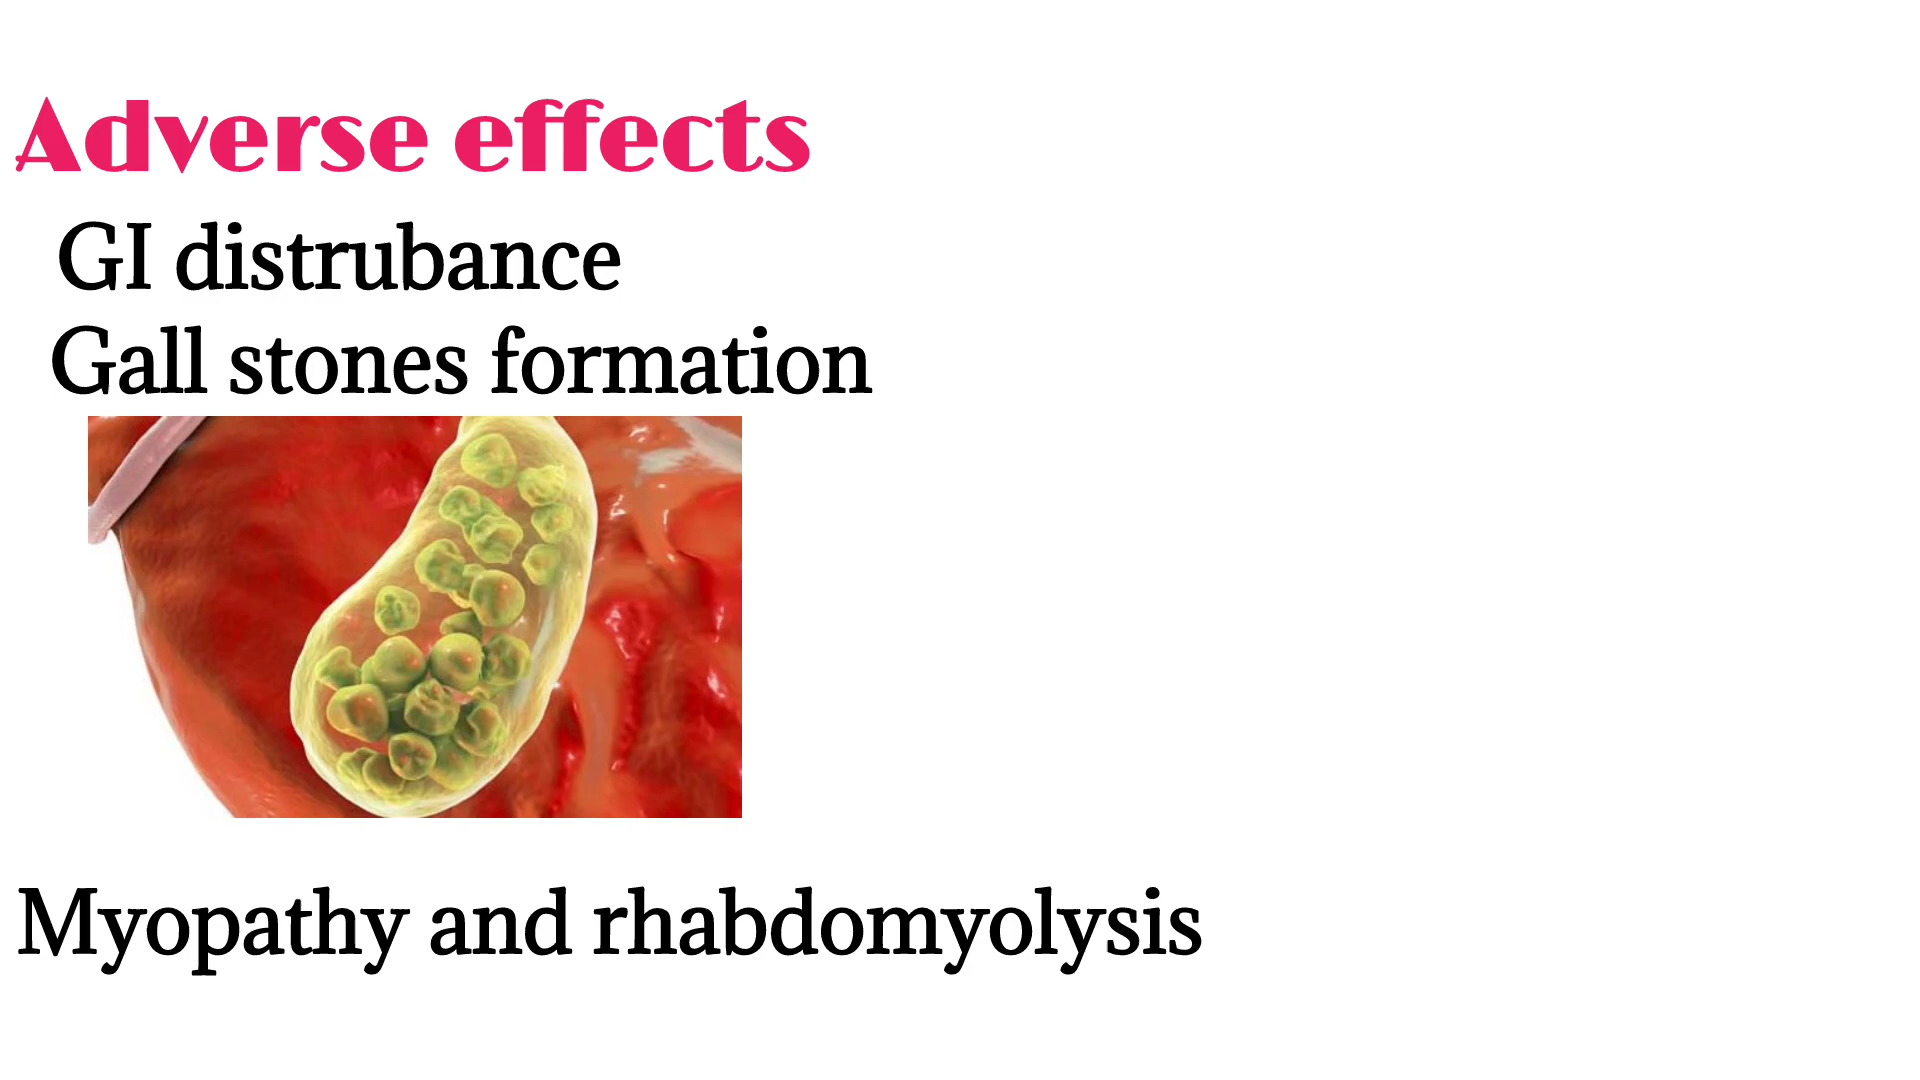 Adverse effects
GI distrubance
Gall stones formation
Myopathy and rhabdomyolysis